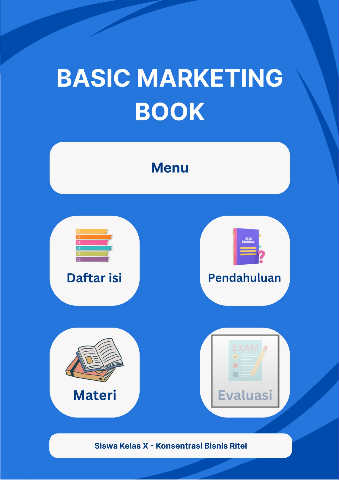 BASIC MARKETING
BOOK
Menu
Daftar isi
Pendahuluan
EXAM
Materi
Evaluasi
Siswa Kelas X - Konsentrasi Bisnis Ritel